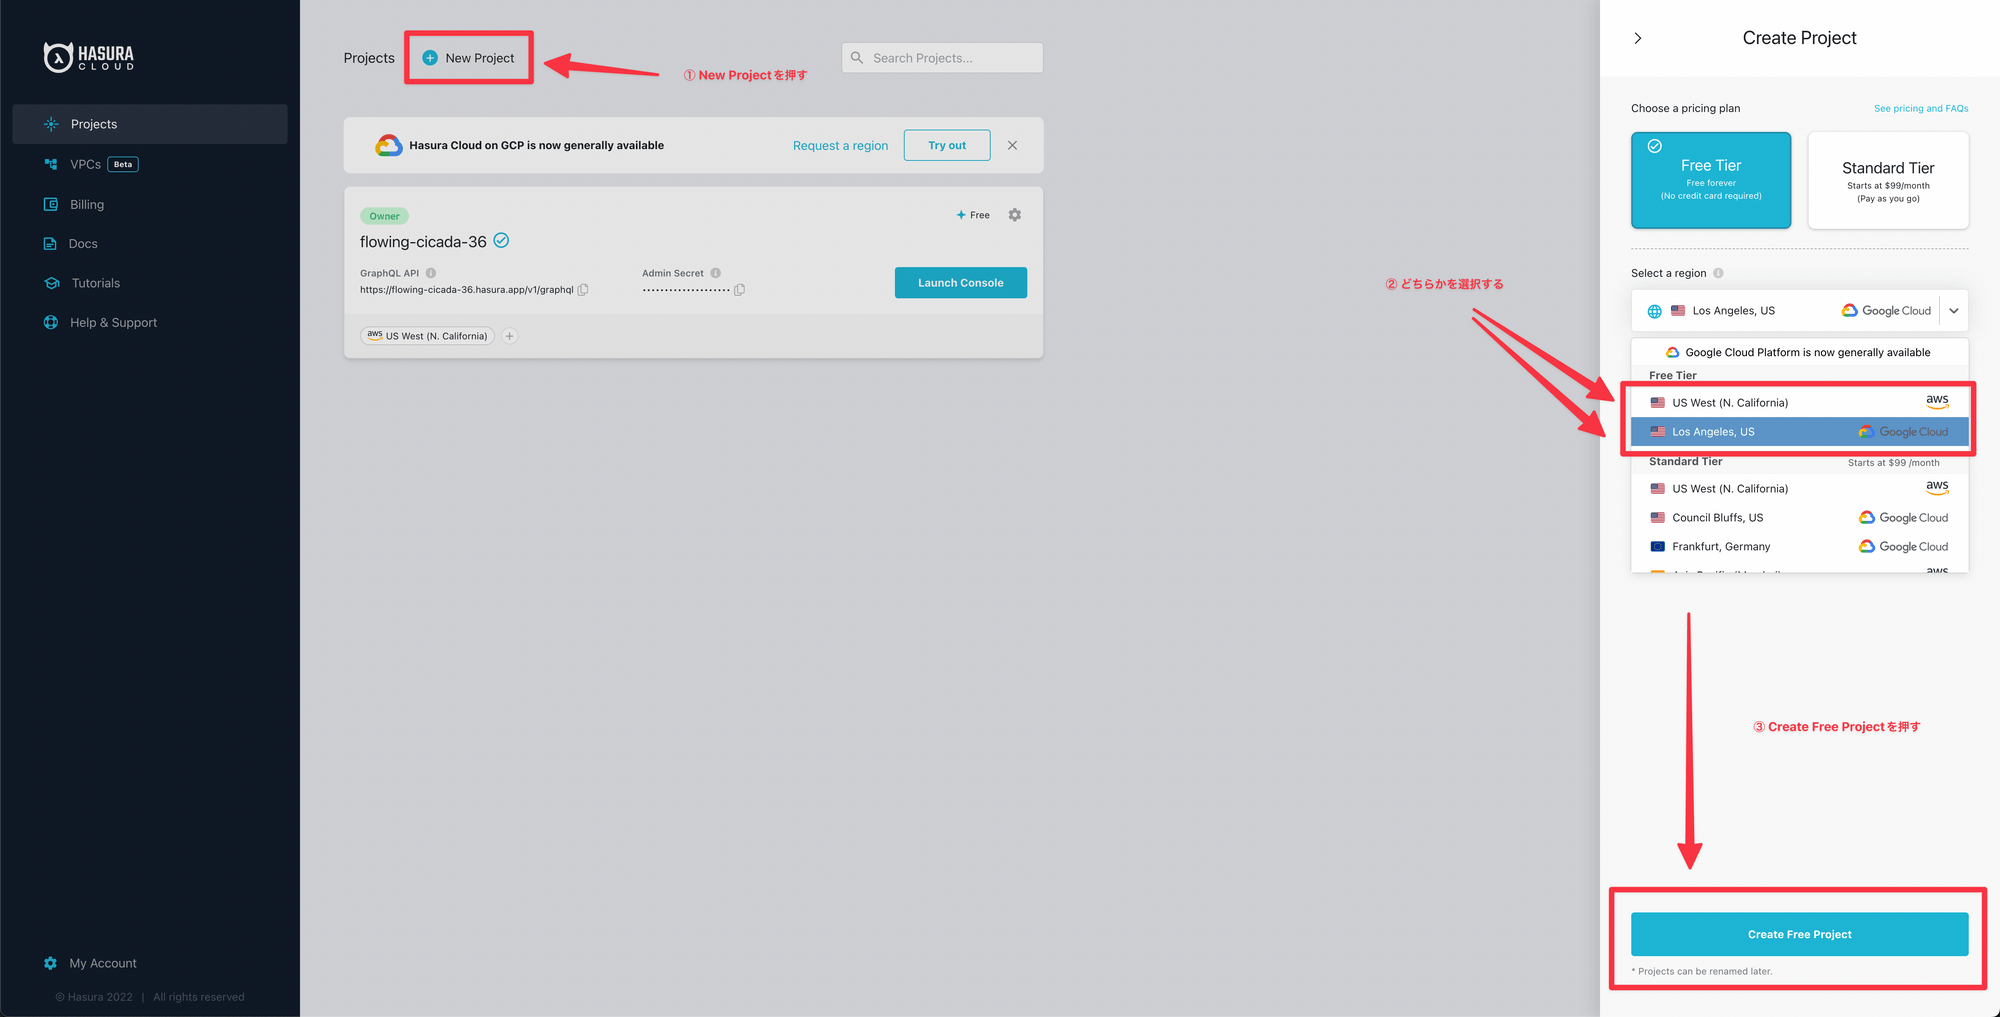 HASURA
CLOUD
Projects
VPCs Beta
Billing
Docs
Tutorials
Help & Support
My Account
© Hasura 2022 | All rights reserved
Projects
New Project
① New Projectを押す
Search Projects...
Hasura Cloud on GCP is now generally available
Request a region
Try out
Owner
Free
flowing-cicada-36
GraphQL API
https://flowing-cicada-36.hasura.app/v1/graphql
Admin Secret
Launch Console
aws US West (N. California)
② どちらかを選択する
Create Project
Choose a pricing plan
See pricing and FAQs
Free Tier
Free forever
(No credit card required)
Standard Tier
Starts at $99/month
(Pay as you go)
Select a region
Los Angeles, US Google Cloud
Google Cloud Platform is now generally available
Free Tier
US West (N. California) aws
Los Angeles, US Google Cloud
Standard Tier Starts at $99 /month
US West (N. California) aws
Council Bluffs, US Google Cloud
Frankfurt, Germany Google Cloud
aws
③ Create Free Projectを押す
Create Free Project
* Projects can be renamed later.